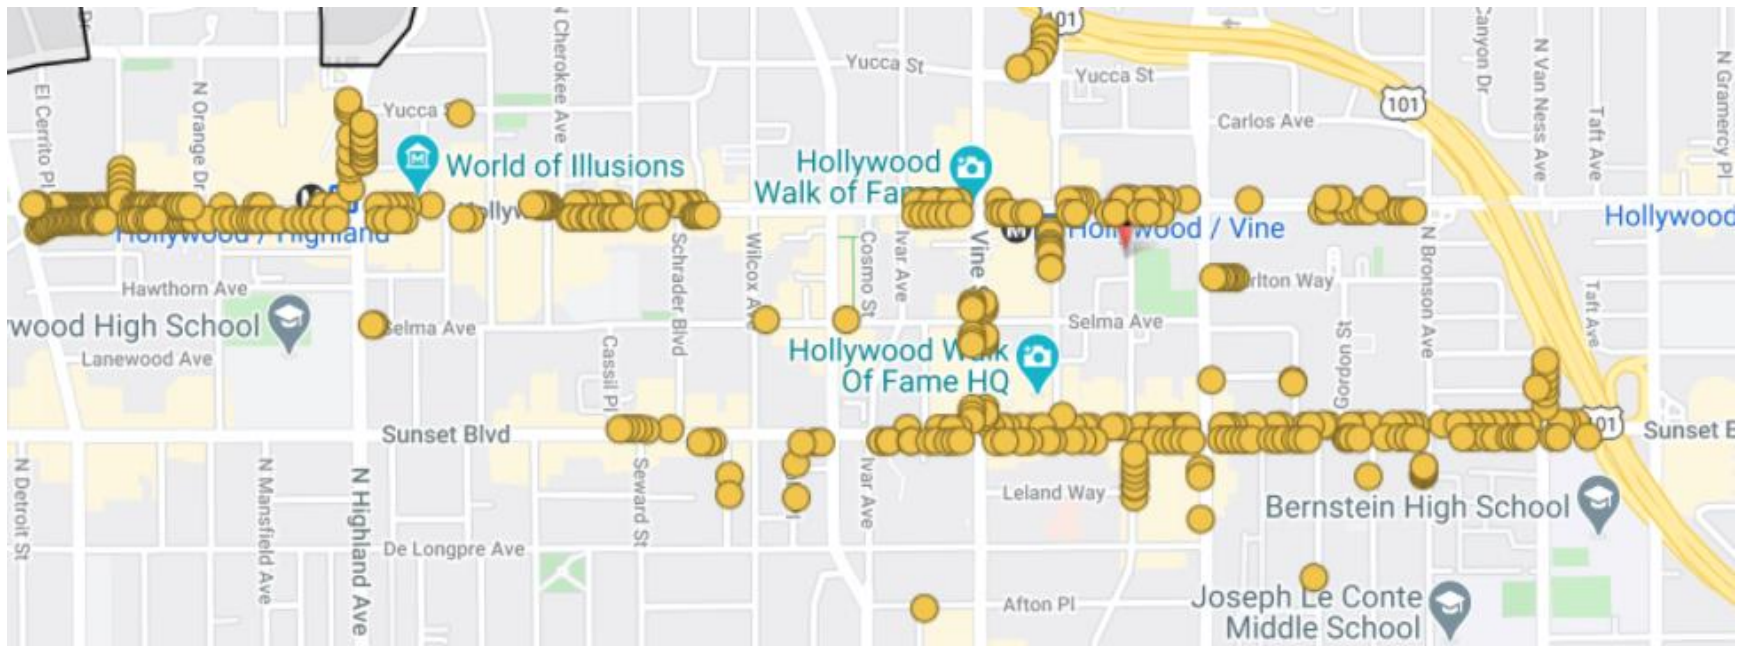 101
Yucca St
Yucca St
N Cherokee Ave
Canyon Dr
N Van Ness Ave
N Gramercy Pl
El Cerrito Pl
N Orange Dr
Yucca
101
Carlos Ave
Taft Ave
World of Illusions
Hollywood
Walk of Fame
Hollywood / Highland
Hollywood / Vine
Hollywood
Vine
Schrader Blvd
Wilcox Ave
Cosmo St
Ivar Ave
N Bronson Ave
Hawthorn Ave
rlton Way
Taft Ave
wood High School
Selma Ave
Selma Ave
Lanewood Ave
Cassil Pl
Hollywood Walk
Of Fame HQ
Gordon St
Sunset Blvd
101
Sunset B
N Detroit St
N Mansfield Ave
N Highland Ave
Seward St
Ivar Ave
Leland Way
Bernstein High School
De Longpre Ave
Afton Pl
Joseph Le Conte
Middle School